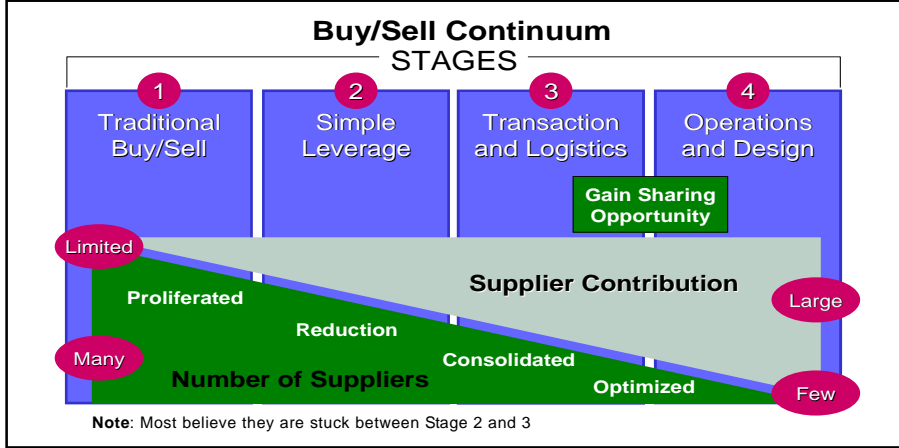 Buy/Sell Continuum
STAGES
1
2
3
4
Traditional
Buy/Sell
Simple
Leverage
Transaction
and Logistics
Operations
and Design
Gain Sharing
Opportunity
Limited
Supplier Contribution
Large
Proliferated
Reduction
Many
Consolidated
Number of Suppliers
Optimized
Few
Note: Most believe they are stuck between Stage 2 and 3